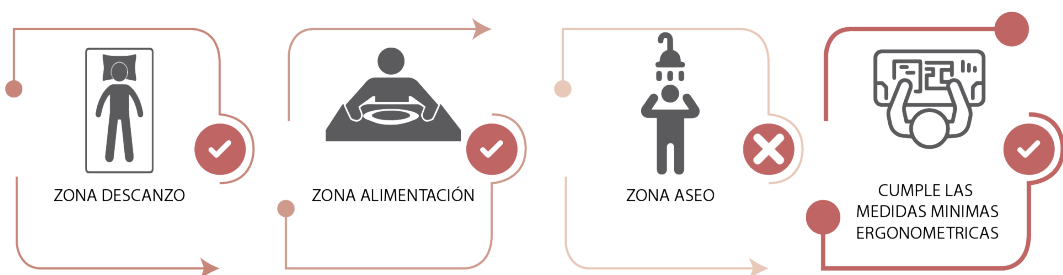 ZONA DESCANZO
ZONA ALIMENTACIÓN
ZONA ASEO
CUMPLE LAS
MEDIDAS MINIMAS
ERGONOMETRICAS